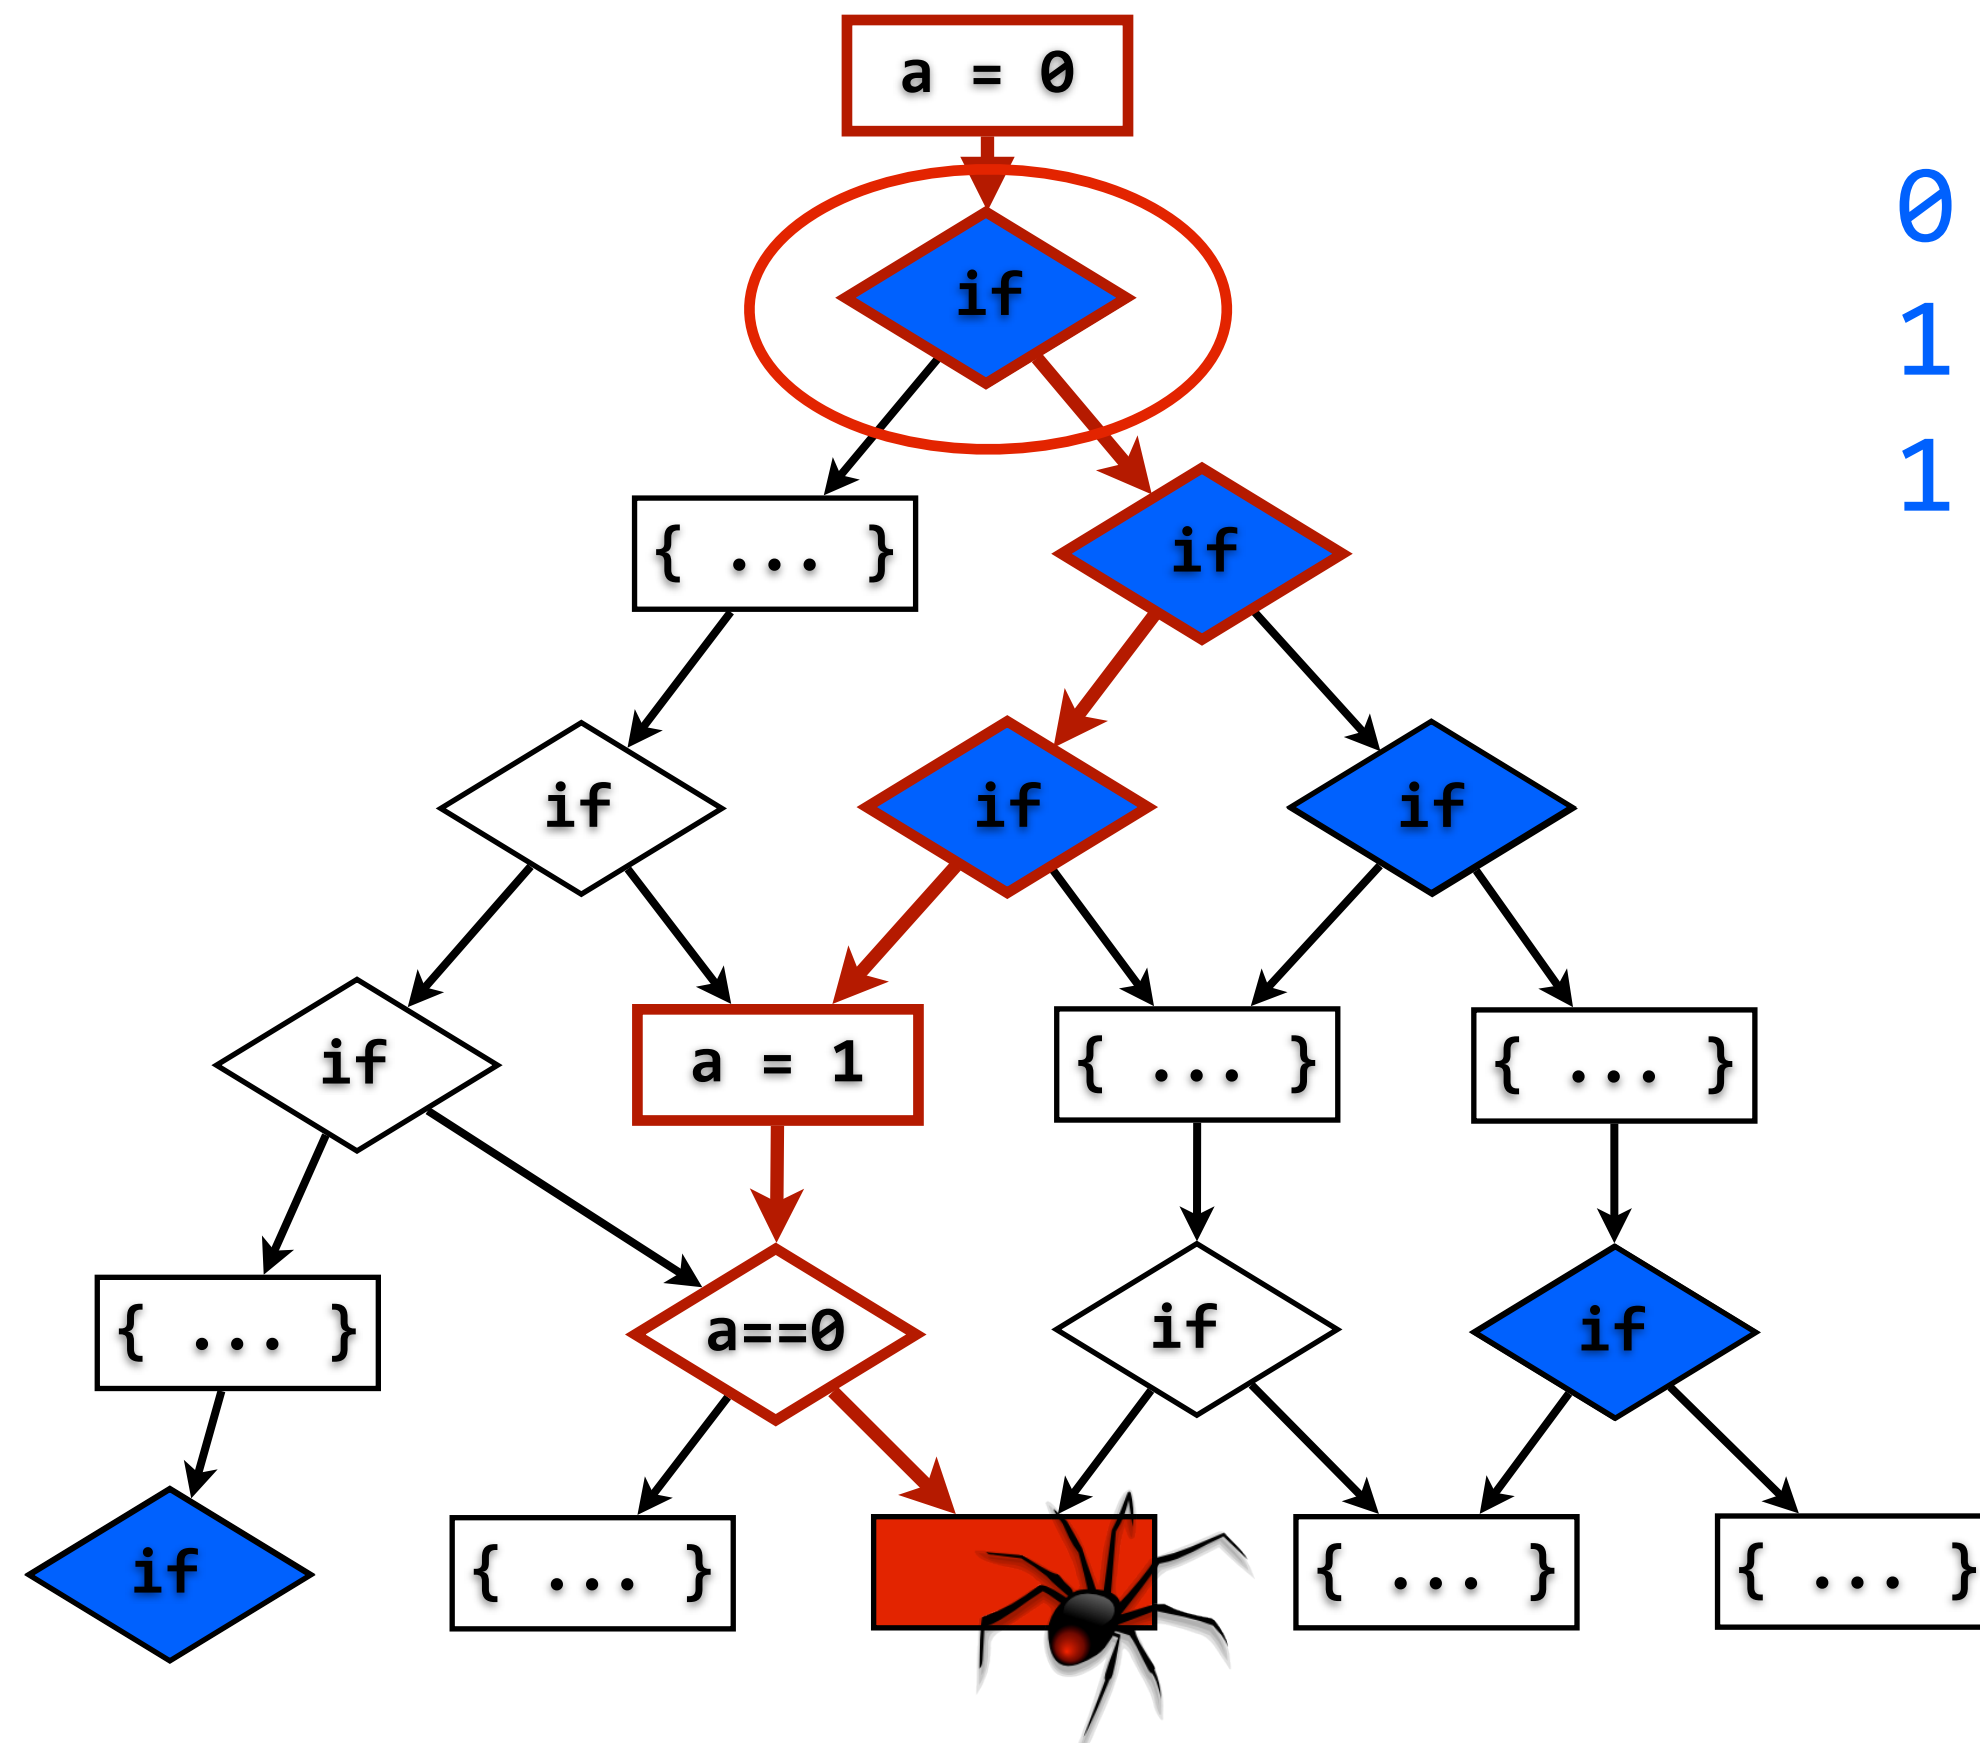 a = 0
0
if
1
1
{ ... }
if
if
if
if
if
a = 1
{ ... }
{ ... }
{ ... }
a==0
if
if
if
{ ... }
{ ... }
{ ... }